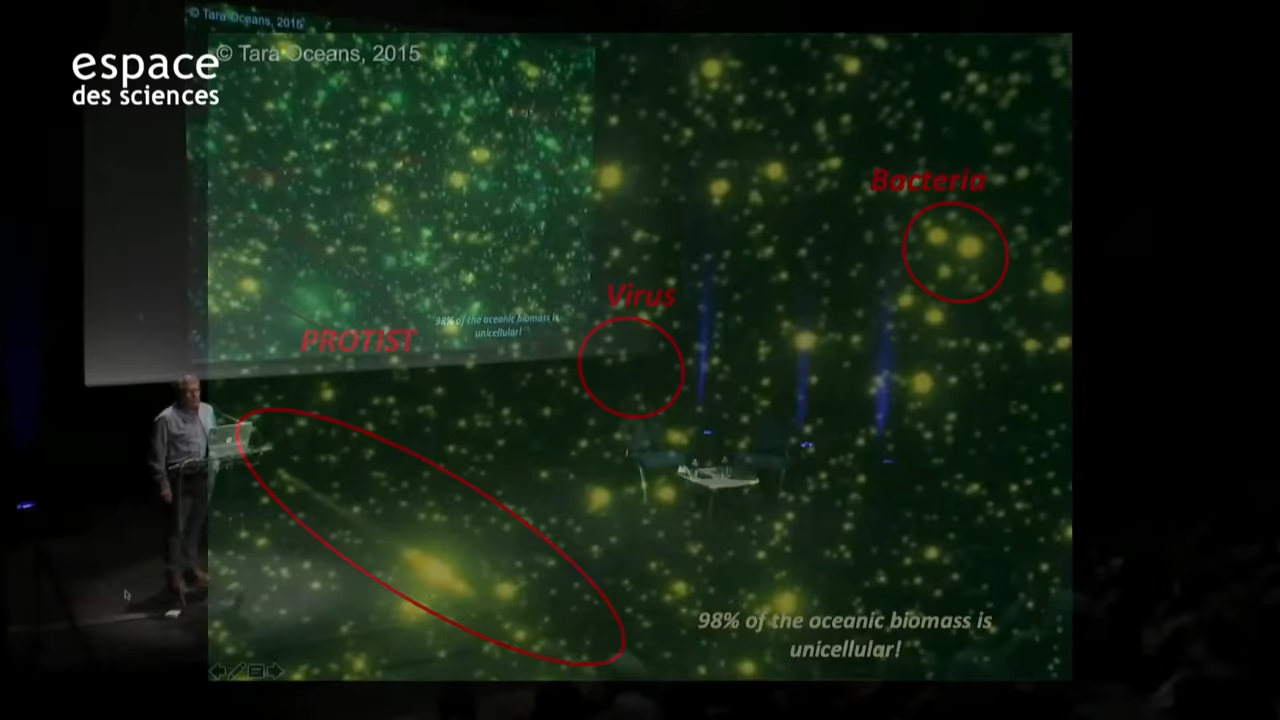 © Tara Oceans, 2015
© Tara Oceans, 2015
espace
des sciences
Bacteria
Virus
98% of the oceanic biomass is
unicellular!
PROTIST
98% of the oceanic biomass is
unicellular!